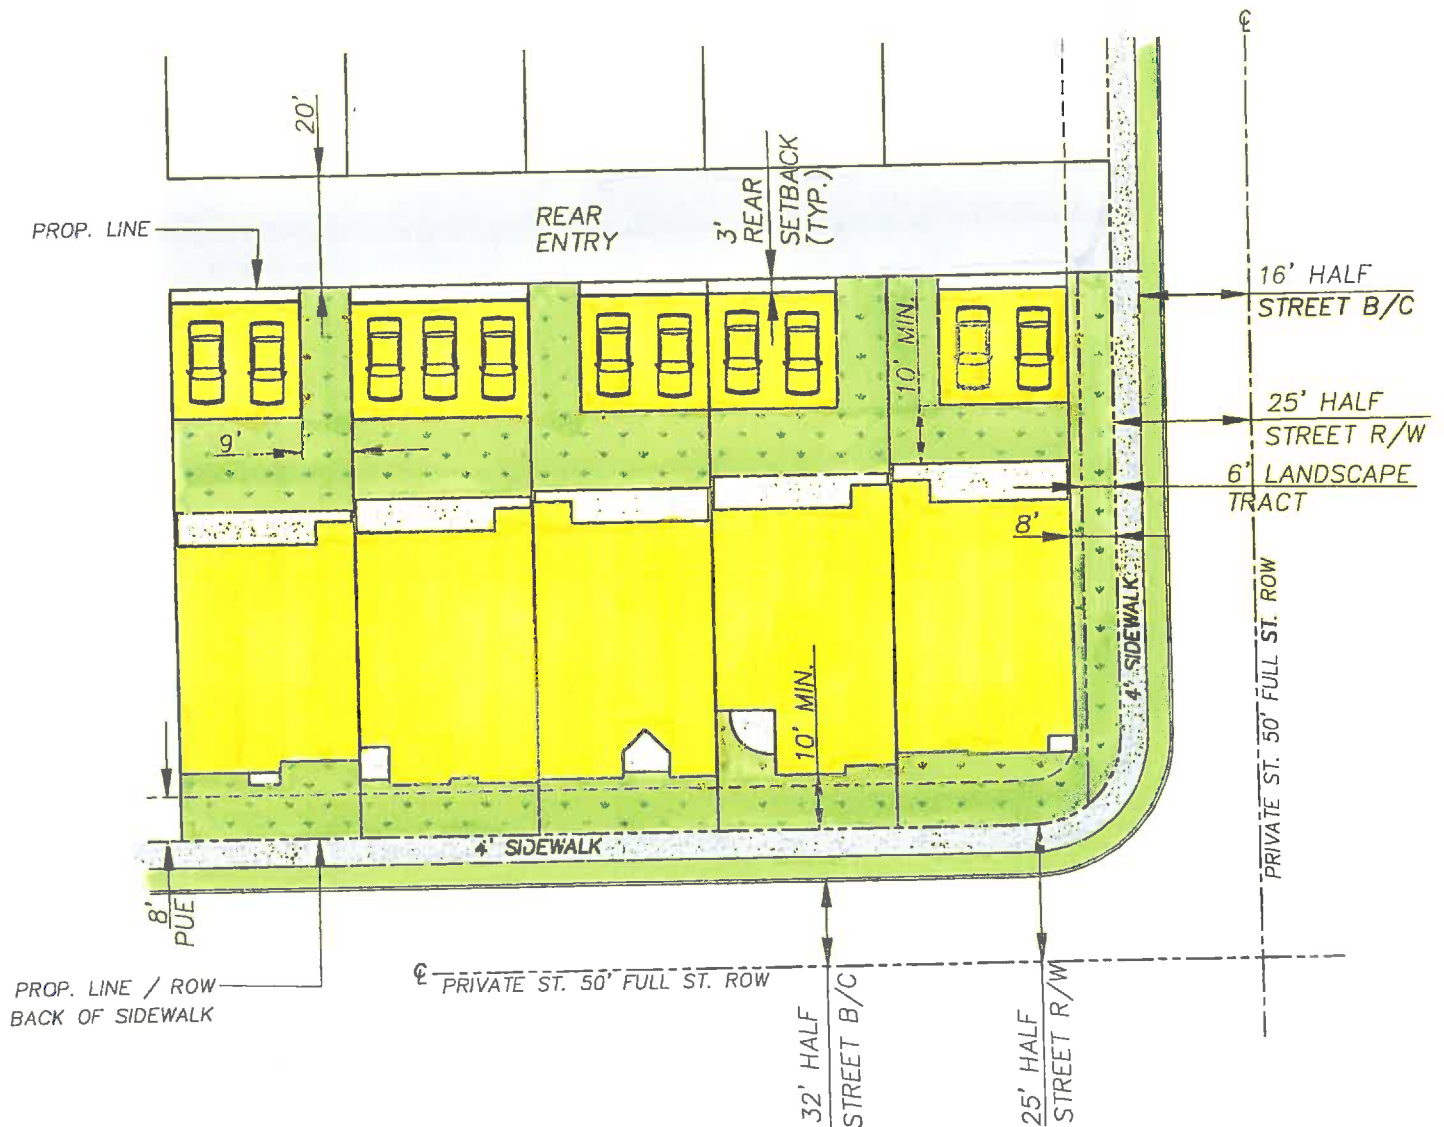 ℄
20'
3'
REAR
SETBACK
(TYP.)
REAR
ENTRY
PROP. LINE
16' HALF
STREET B/C
10' MIN.
25' HALF
STREET R/W
9'
6' LANDSCAPE
TRACT
8'
4' SIDEWALK
PRIVATE ST. 50' FULL ST. ROW
10' MIN.
4' SIDEWALK
8'
PUE
PROP. LINE / ROW
BACK OF SIDEWALK
℄ PRIVATE ST. 50' FULL ST. ROW
32' HALF
STREET B/C
25' HALF
STREET R/W